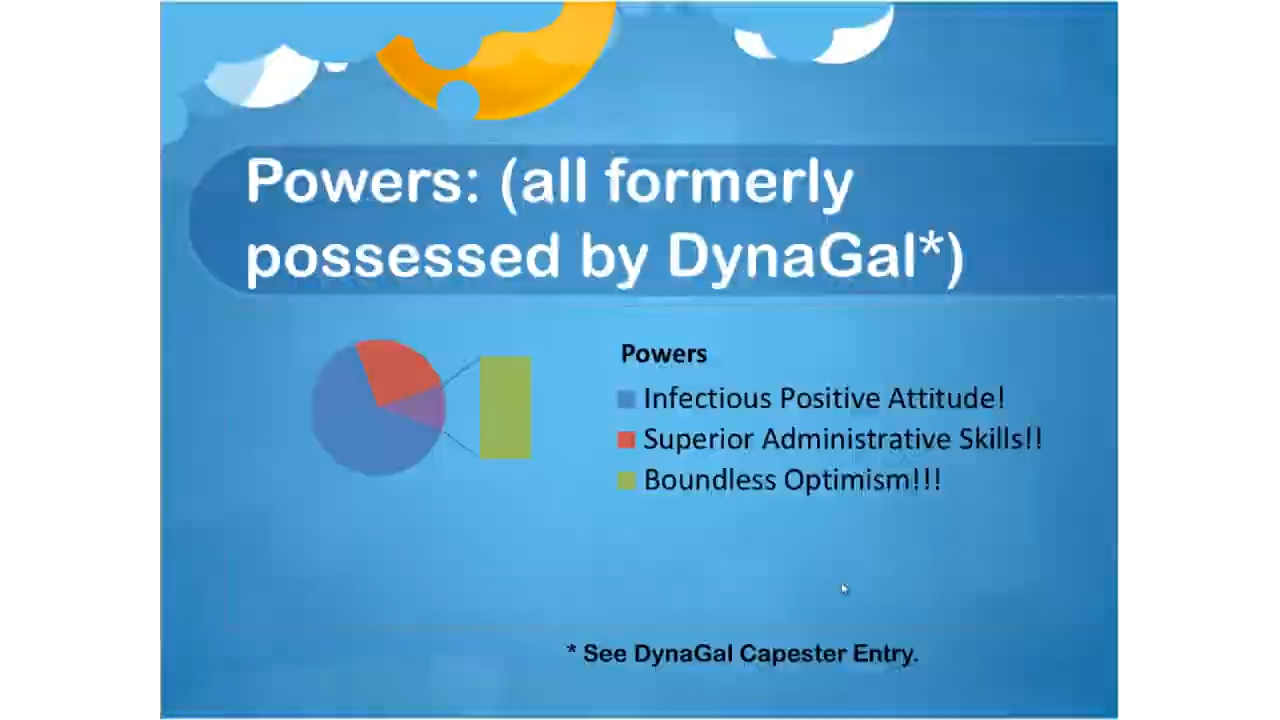 Powers: (all formerly
possessed by DynaGal*)
Powers
Infectious Positive Attitude!
Superior Administrative Skills!!
Boundless Optimism!!!
* See DynaGal Capester Entry.